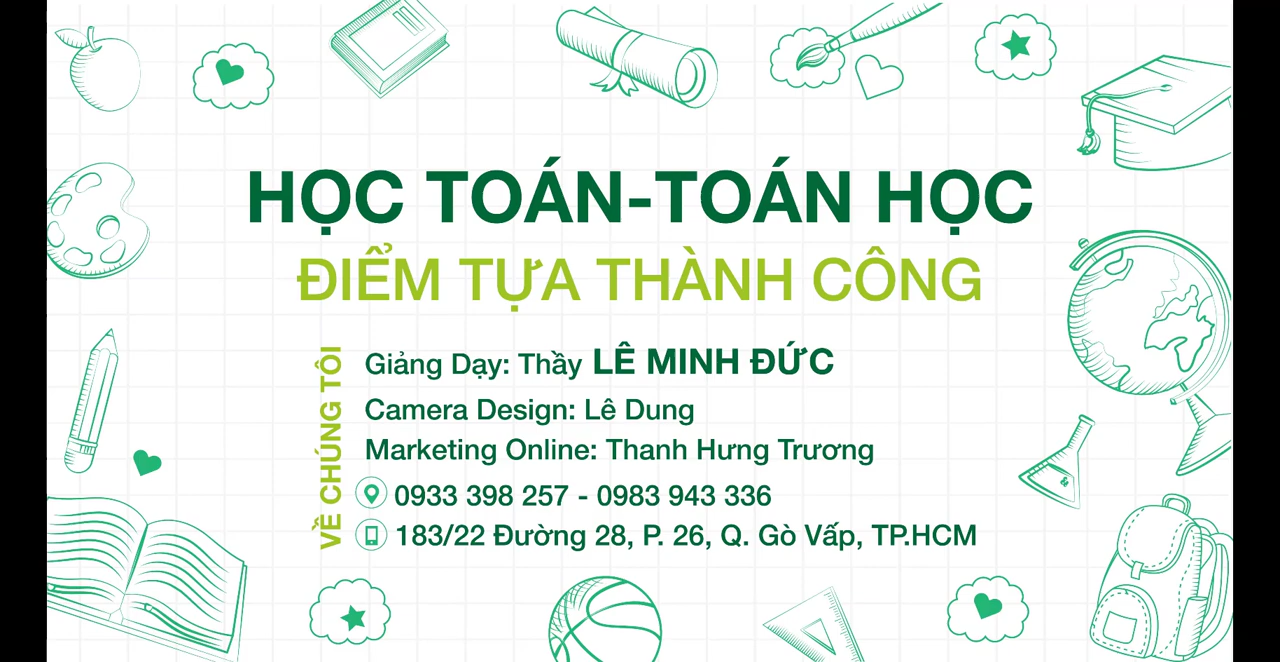 HỌC TOÁN-TOÁN HỌC
ĐIỂM TỰA THÀNH CÔNG
VỀ CHÚNG TÔI
Giảng Dạy: Thầy LÊ MINH ĐỨC
Camera Design: Lê Dung
Marketing Online: Thanh Hưng Trương
0933 398 257 - 0983 943 336
183/22 Đường 28, P. 26, Q. Gò Vấp, TP.HCM